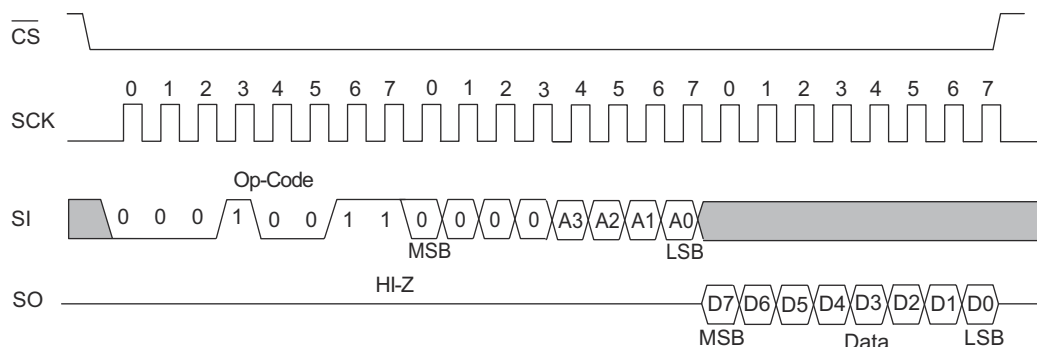 CS
0 1 2 3 4 5 6 7 0 1 2 3 4 5 6 7 0 1 2 3 4 5 6 7
SCK
Op-Code
SI 0 0 0 1 0 0 1 1 0 0 0 0 A3 A2 A1 A0
MSB LSB
HI-Z
SO D7 D6 D5 D4 D3 D2 D1 D0
MSB Data LSB